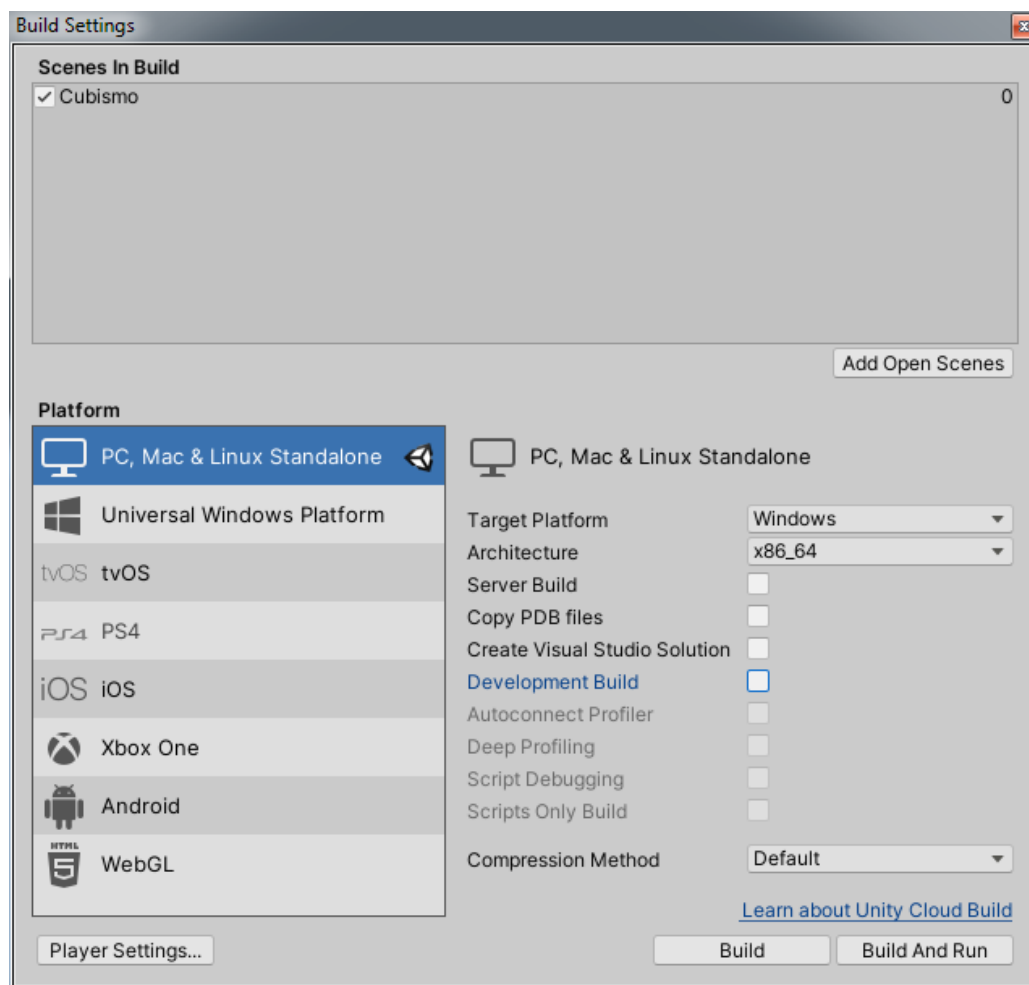 Build Settings
x
Scenes In Build
Cubismo 0
Add Open Scenes
Platform
PC, Mac & Linux Standalone
Universal Windows Platform
tvOS tvOS
PS4 PS4
iOS iOS
Xbox One
Android
HTML 5 WebGL
PC, Mac & Linux Standalone
Target Platform Windows
Architecture x86_64
Server Build
Copy PDB files
Create Visual Studio Solution
Development Build
Autoconnect Profiler
Deep Profiling
Script Debugging
Scripts Only Build
Compression Method Default
Learn about Unity Cloud Build
Player Settings... Build Build And Run